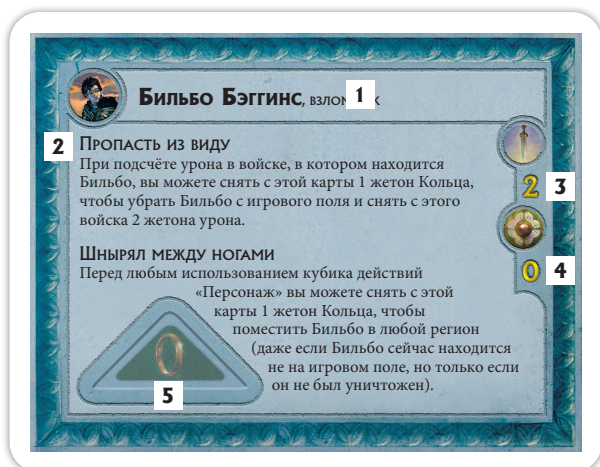 Бильбо Бэггинс, 1
2 Пропасть из виду
При подсчёте урона в войске, в котором находится
Бильбо, вы можете снять с этой карты 1 жетон Кольца,
чтобы убрать Бильбо с игрового поля и снять с этого
войска 2 жетона урона.
2 3
Шнырял между ногами
0 4
Перед любым использованием кубика действий
«Персонаж» вы можете снять с этой
карты 1 жетон Кольца, чтобы
поместить Бильбо в любой регион
(даже если Бильбо сейчас находится
не на игровом поле, но только если
он не был уничтожен).
5